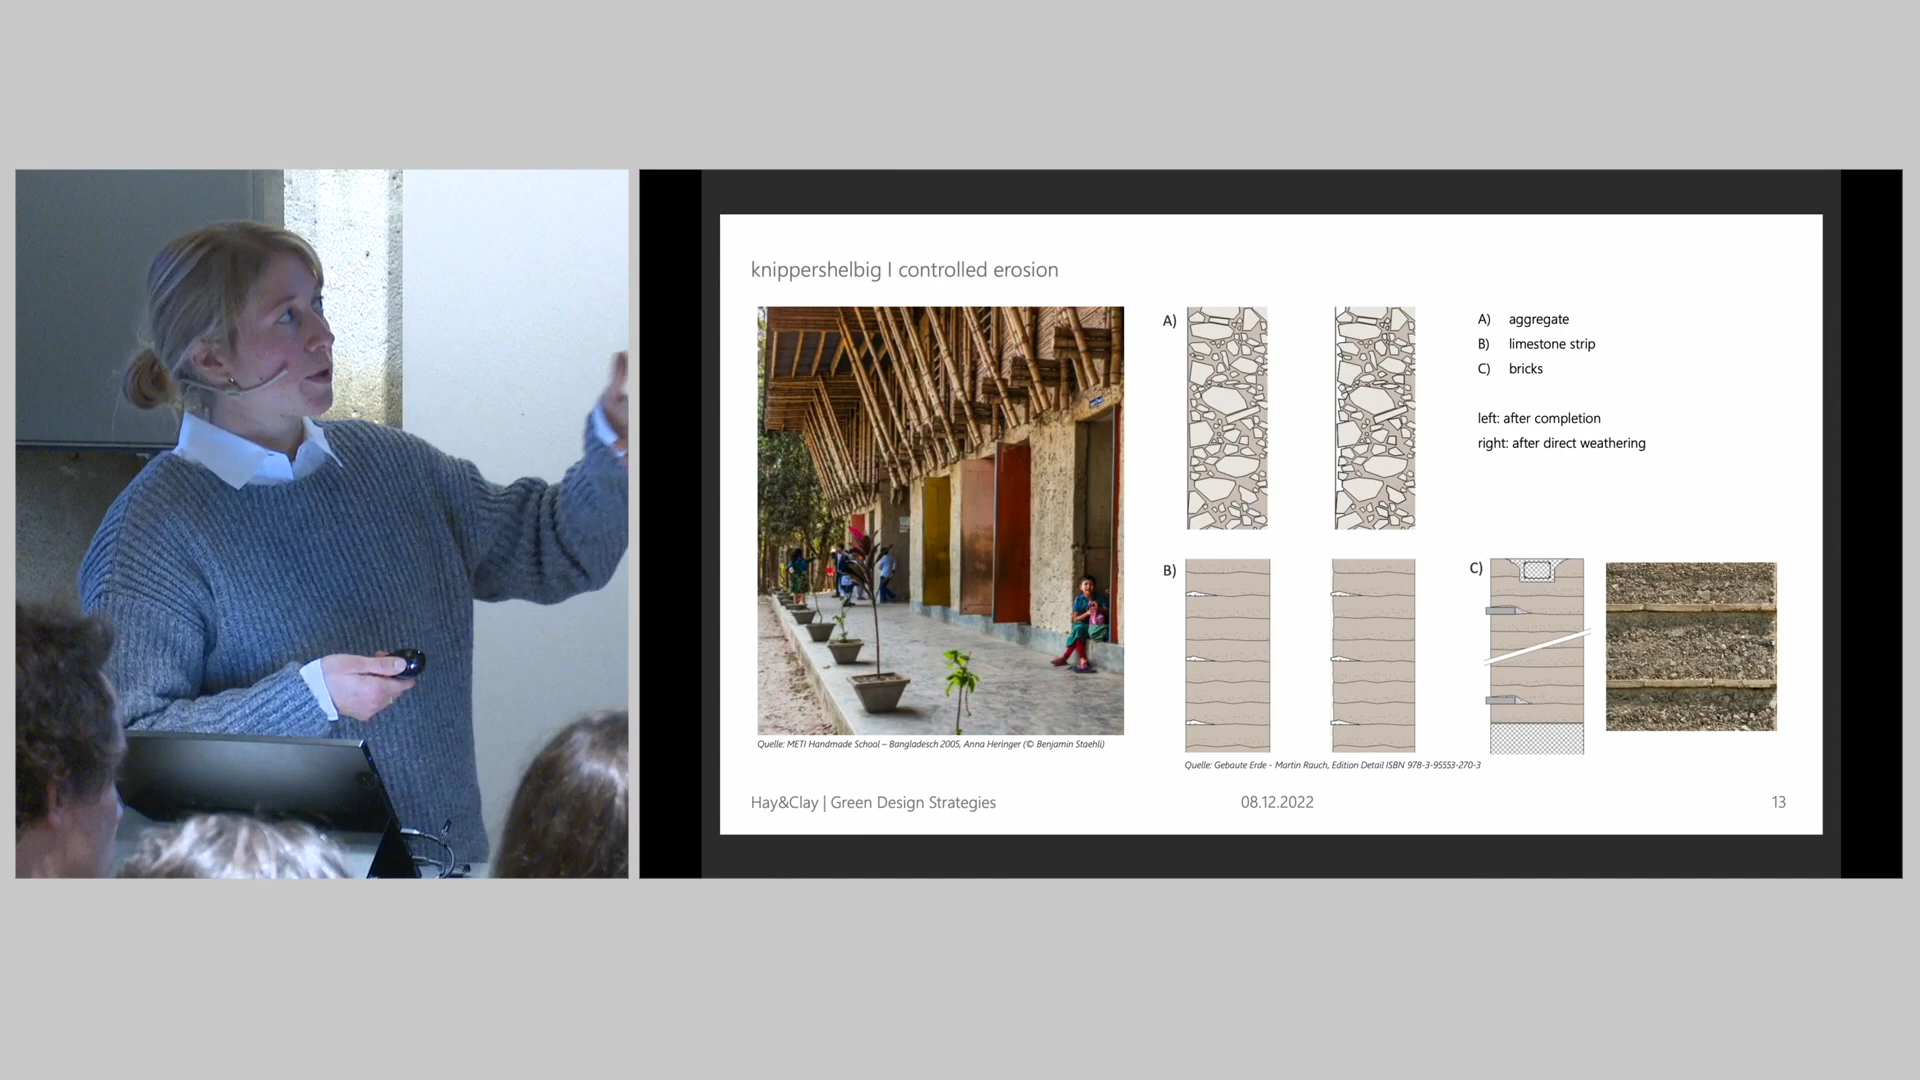 knippershelbig I controlled erosion
A)
A) aggregate
B) limestone strip
C) bricks
left: after completion
right: after direct weathering
B)
C)
Quelle: METI Handmade School – Bangladesch 2005, Anna Heringer (© Benjamin Staehli)
Quelle: Gebaute Erde - Martin Rauch, Edition Detail ISBN 978-3-95553-270-3
Hay&Clay | Green Design Strategies
08.12.2022
13